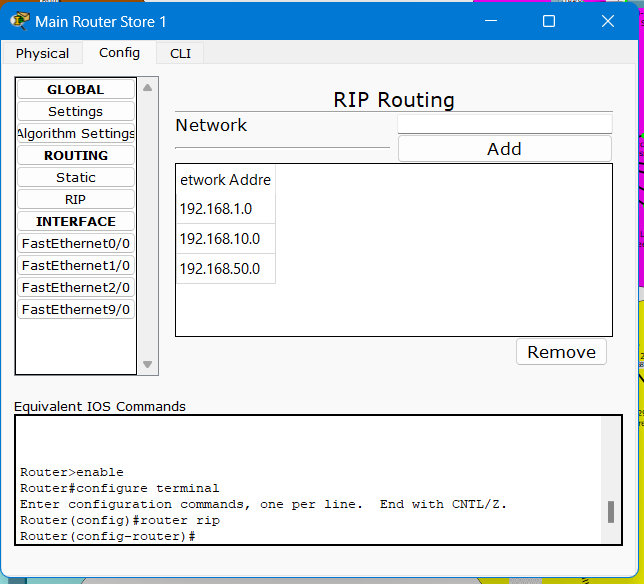 Main Router Store 1
Physical Config CLI
GLOBAL
Settings
Algorithm Settings
ROUTING
Static
RIP
INTERFACE
FastEthernet0/0
FastEthernet1/0
FastEthernet2/0
FastEthernet9/0
RIP Routing
Network
Add
etwork Addre
192.168.1.0
192.168.10.0
192.168.50.0
Remove
Equivalent IOS Commands
Router>enable
Router#configure terminal
Enter configuration commands, one per line.  End with CNTL/Z.
Router(config)#router rip
Router(config-router)#